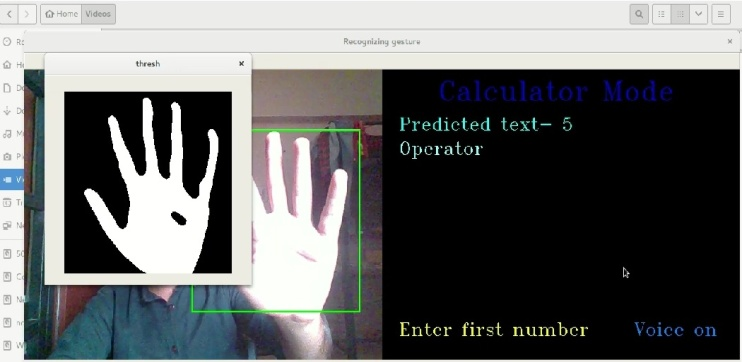 Home Videos
Recognizing gesture
thresh
Calculator Mode
Predicted text- 5
Operator
Enter first number
Voice on